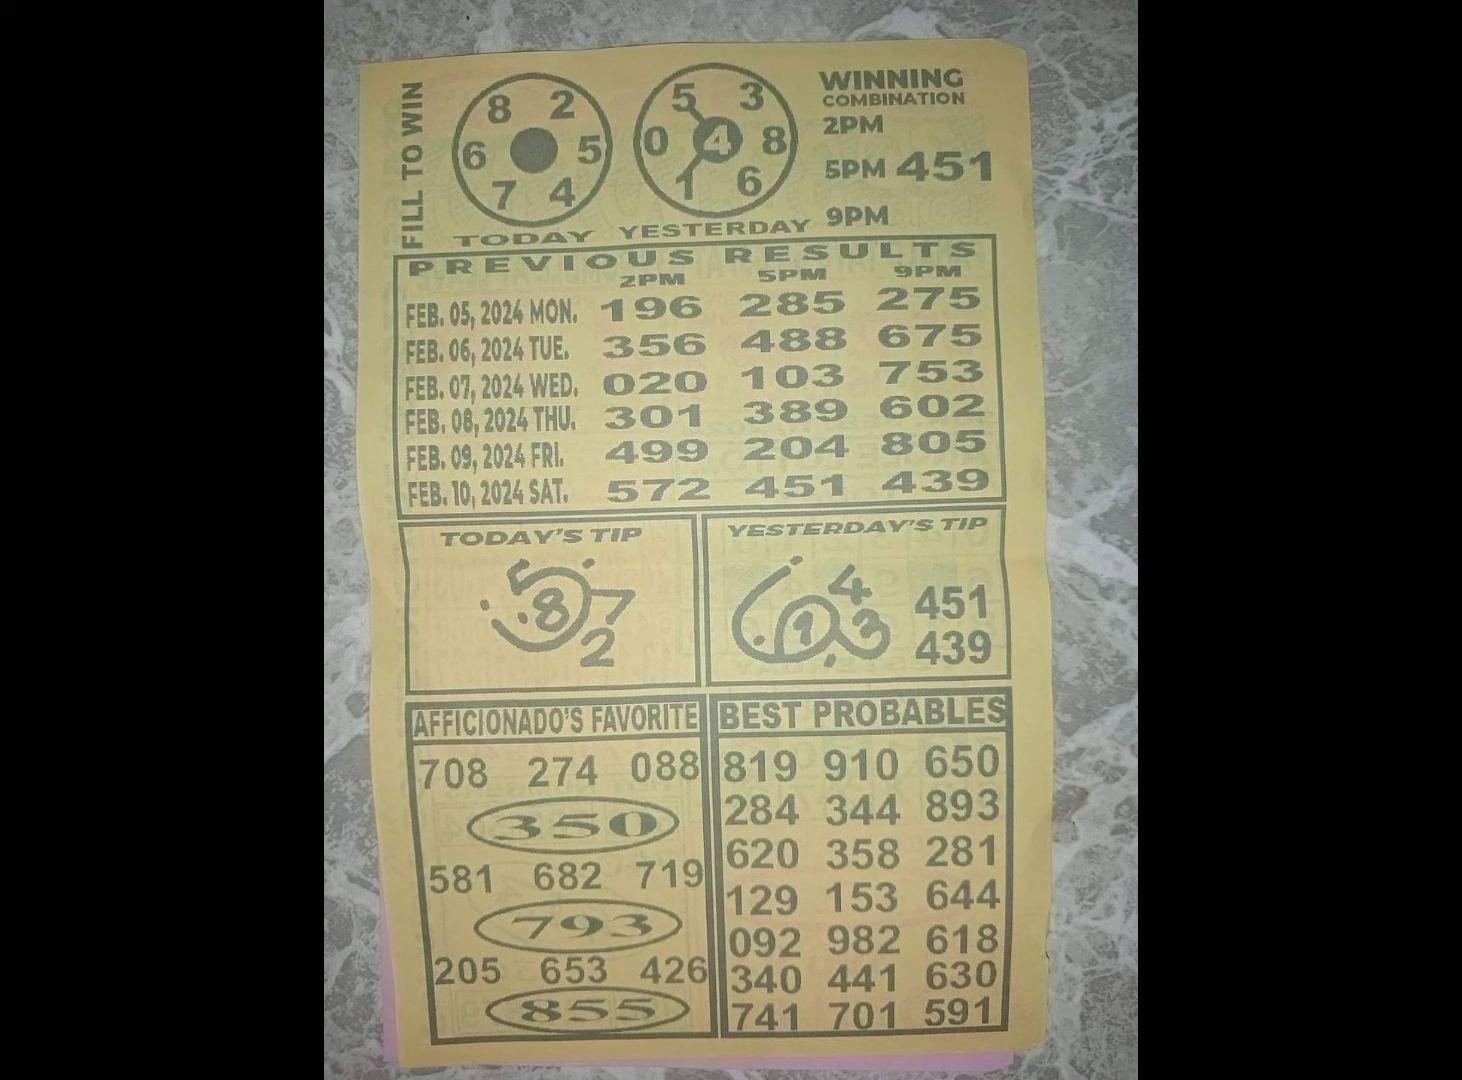 FILL TO WIN
8 2
6 5
7 4
TODAY
5 3
0 4 8
1 6
YESTERDAY
WINNING
COMBINATION
2PM
5PM 451
9PM
PREVIOUS RESULTS
2PM 5PM 9PM
FEB. 05, 2024 MON. 196 285 275
FEB. 06, 2024 TUE. 356 488 675
FEB. 07, 2024 WED. 020 103 753
FEB. 08, 2024 THU. 301 389 602
FEB. 09, 2024 FRI. 499 204 805
FEB. 10, 2024 SAT. 572 451 439
TODAY'S TIP
5
8 7
2
YESTERDAY'S TIP
6 4
1 3
451
439
AFFICIONADO'S FAVORITE
708 274 088
350
581 682 719
793
205 653 426
855
BEST PROBABLES
819 910 650
284 344 893
620 358 281
129 153 644
092 982 618
340 441 630
741 701 591